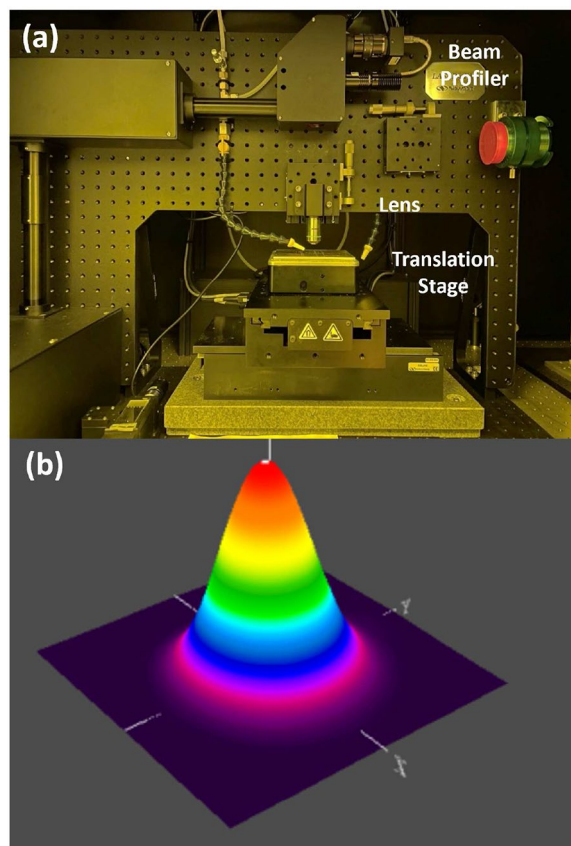 (a)
Beam
Profiler
Lens
Translation
Stage
(b)
Y
X